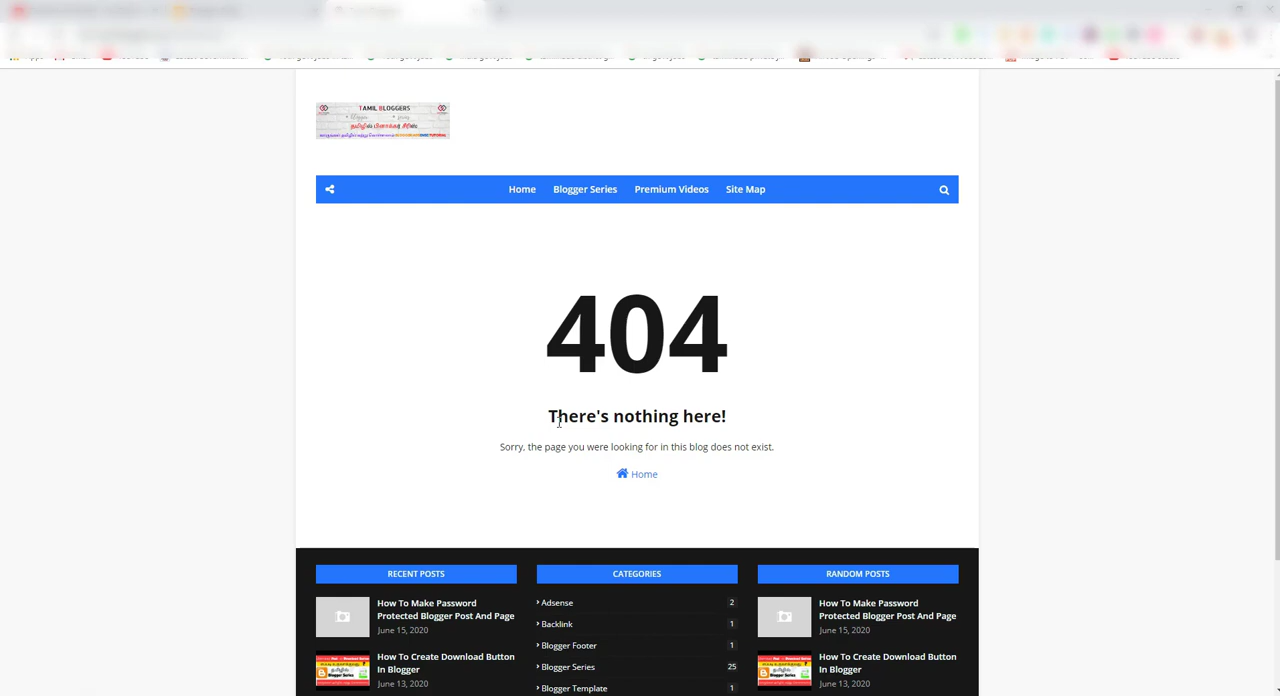 TAMIL BLOGGERS
தமிழில் பிளாக்கர் சீரிஸ்
Home
Blogger Series
Premium Videos
Site Map
404
There's nothing here!
Sorry, the page you were looking for in this blog does not exist.
Home
RECENT POSTS
How To Make Password
Protected Blogger Post And Page
June 15, 2020
How To Create Download Button
In Blogger
June 13, 2020
CATEGORIES
Adsense 2
Backlink 1
Blogger Footer 1
Blogger Series 25
Blogger Template 1
RANDOM POSTS
How To Make Password
Protected Blogger Post And Page
June 15, 2020
How To Create Download Button
In Blogger
June 13, 2020